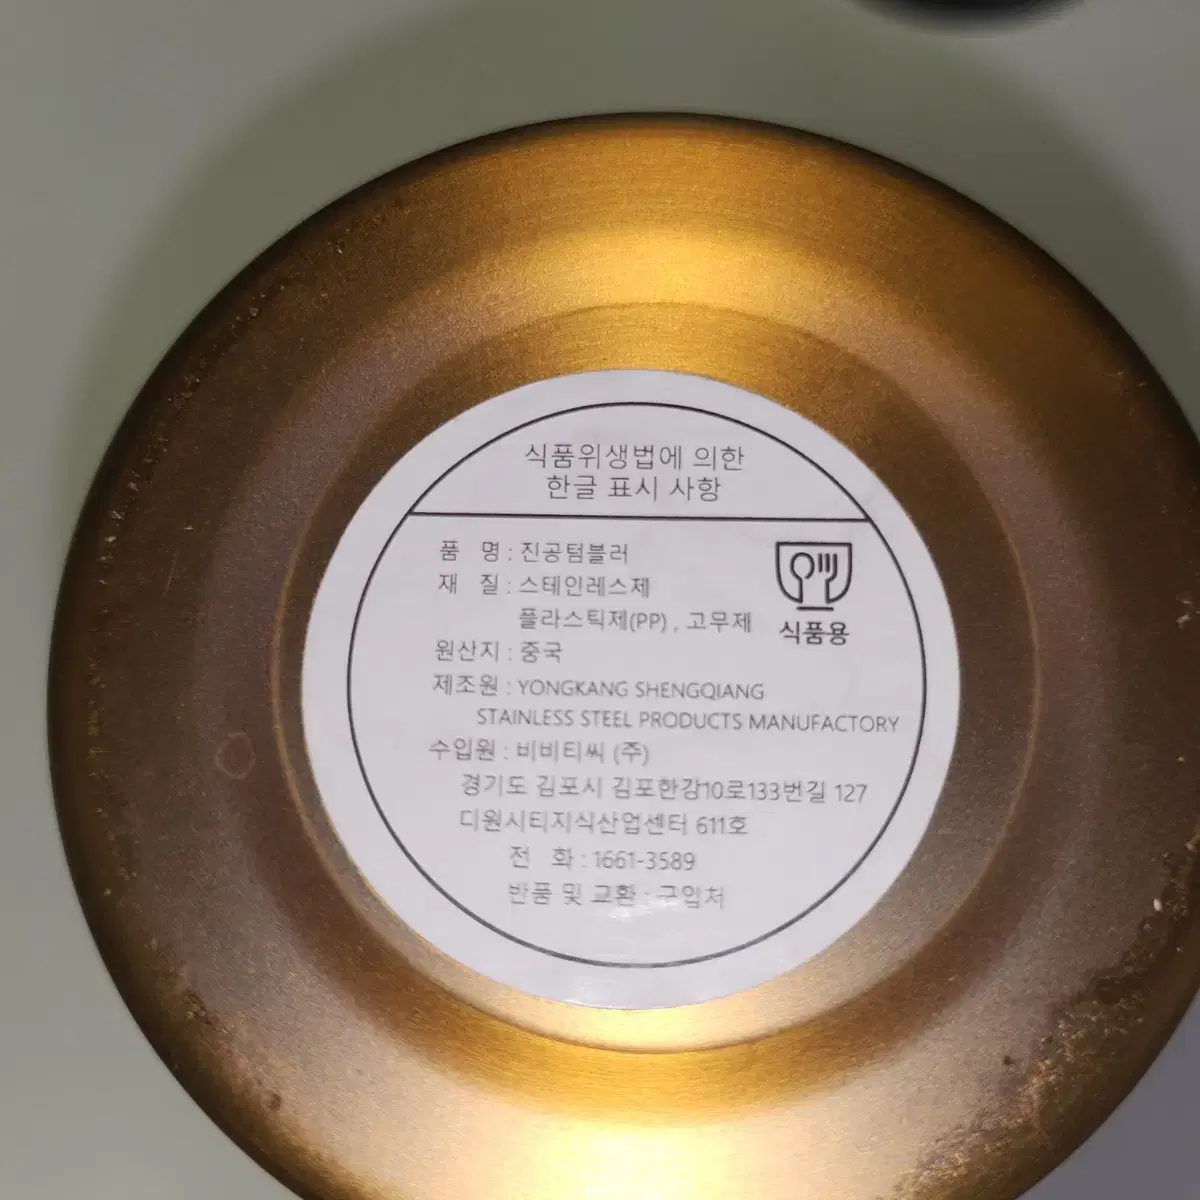 식품위생법에 의한
한글 표시 사항
품 명 : 진공텀블러
재 질 : 스테인레스제
플라스틱제(PP) , 고무제
식품용
원산지 : 중국
제조원 : YONGKANG SHENGQIANG
STAINLESS STEEL PRODUCTS MANUFACTORY
수입원 : 비비티씨 (주)
경기도 김포시 김포한강10로133번길 127
디원시티지식산업센터 611호
전 화 : 1661-3589
반품 및 교환 : 구입처